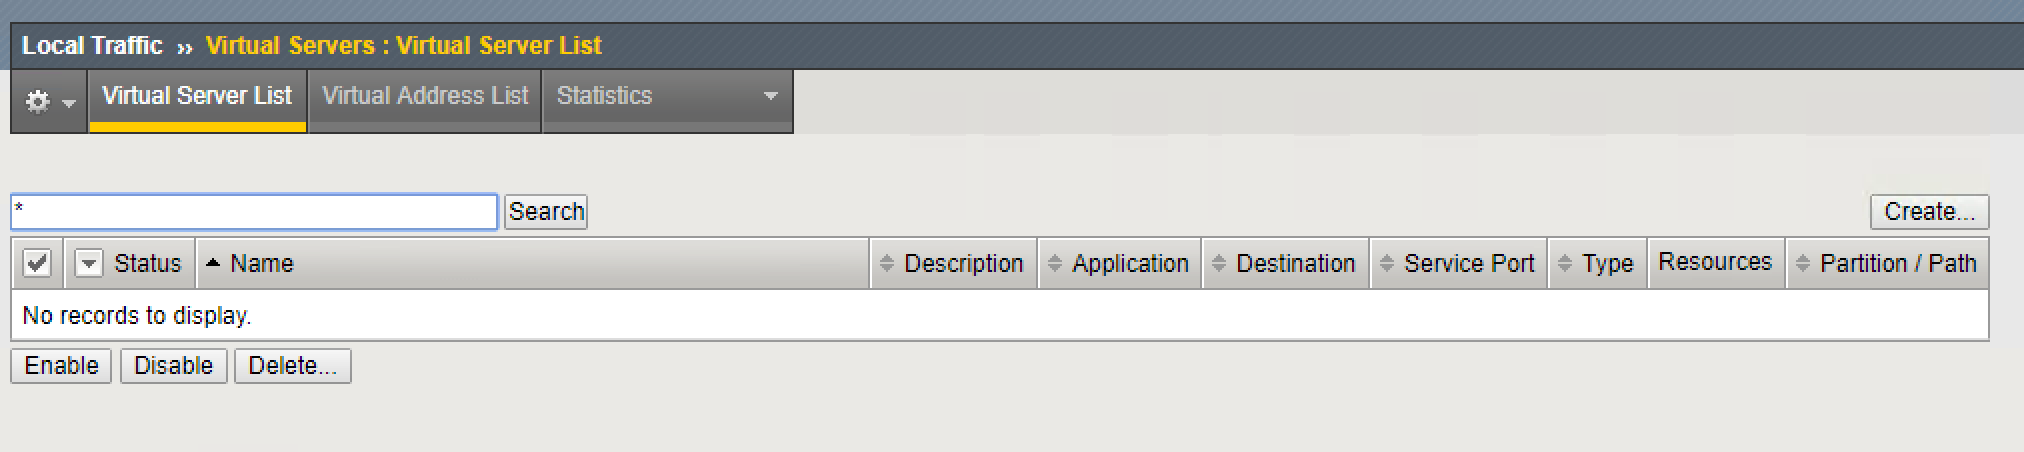 Local Traffic ›› Virtual Servers : Virtual Server List
Virtual Server List Virtual Address List Statistics
* Search Create...
Status Name Description Application Destination Service Port Type Resources Partition / Path
No records to display.
Enable Disable Delete...